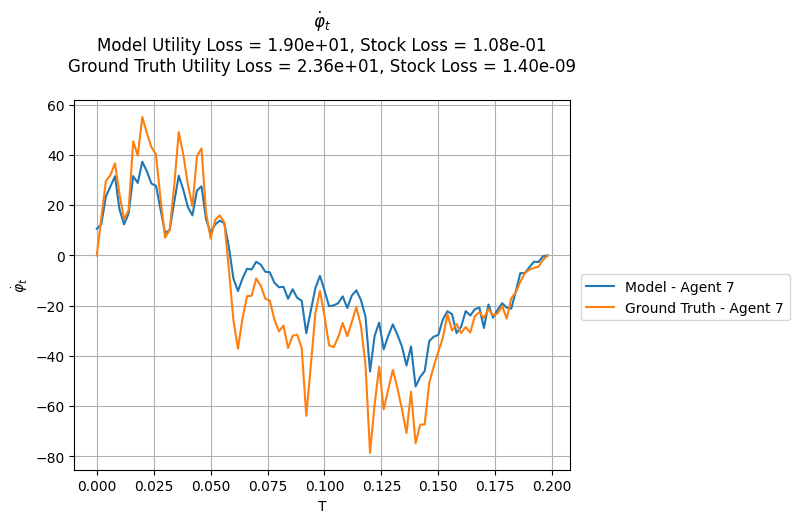 φ̇ₜ
Model Utility Loss = 1.90e+01, Stock Loss = 1.08e-01
Ground Truth Utility Loss = 2.36e+01, Stock Loss = 1.40e-09
60
40
20
0
−20
−40
−60
−80
φ̇ₜ
0.000
0.025
0.050
0.075
0.100
0.125
0.150
0.175
0.200
T
Model - Agent 7
Ground Truth - Agent 7